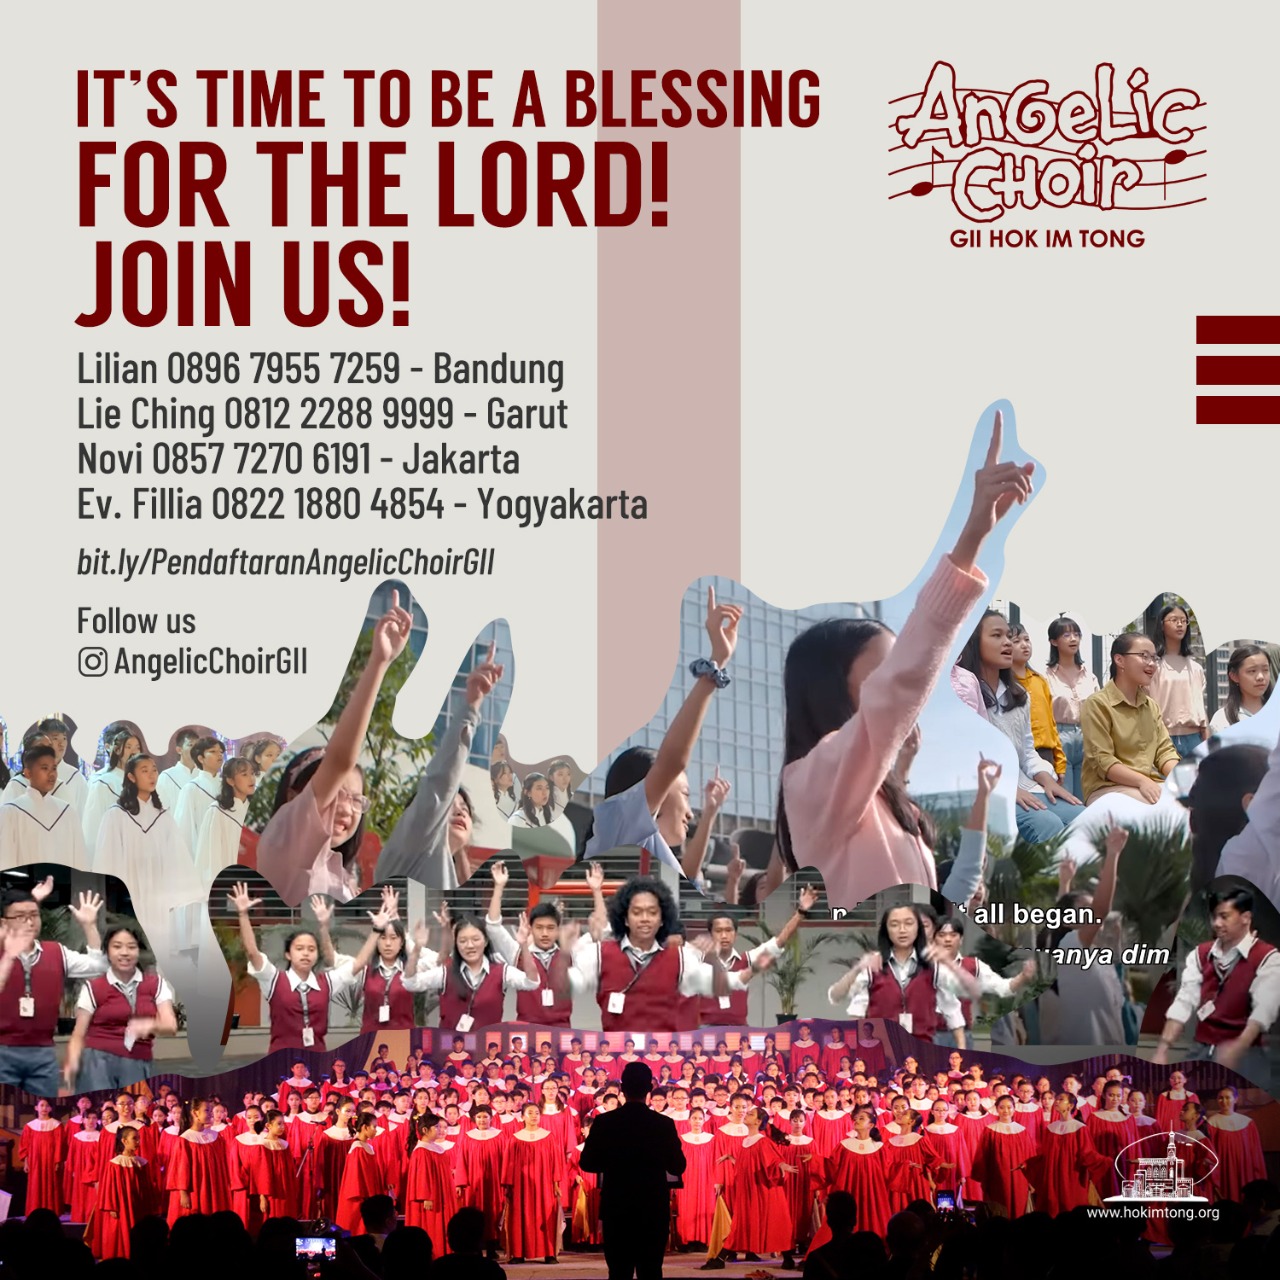 IT'S TIME TO BE A BLESSING
FOR THE LORD!
JOIN US!
AnGeLic
CHoir
GII HOK IM TONG
Lilian 0896 7955 7259 - Bandung
Lie Ching 0812 2288 9999 - Garut
Novi 0857 7270 6191 - Jakarta
Ev. Fillia 0822 1880 4854 - Yogyakarta
bit.ly/PendaftaranAngelicChoirGII
Follow us
AngelicChoirGII
all began.
dim
www.hokimtong.org